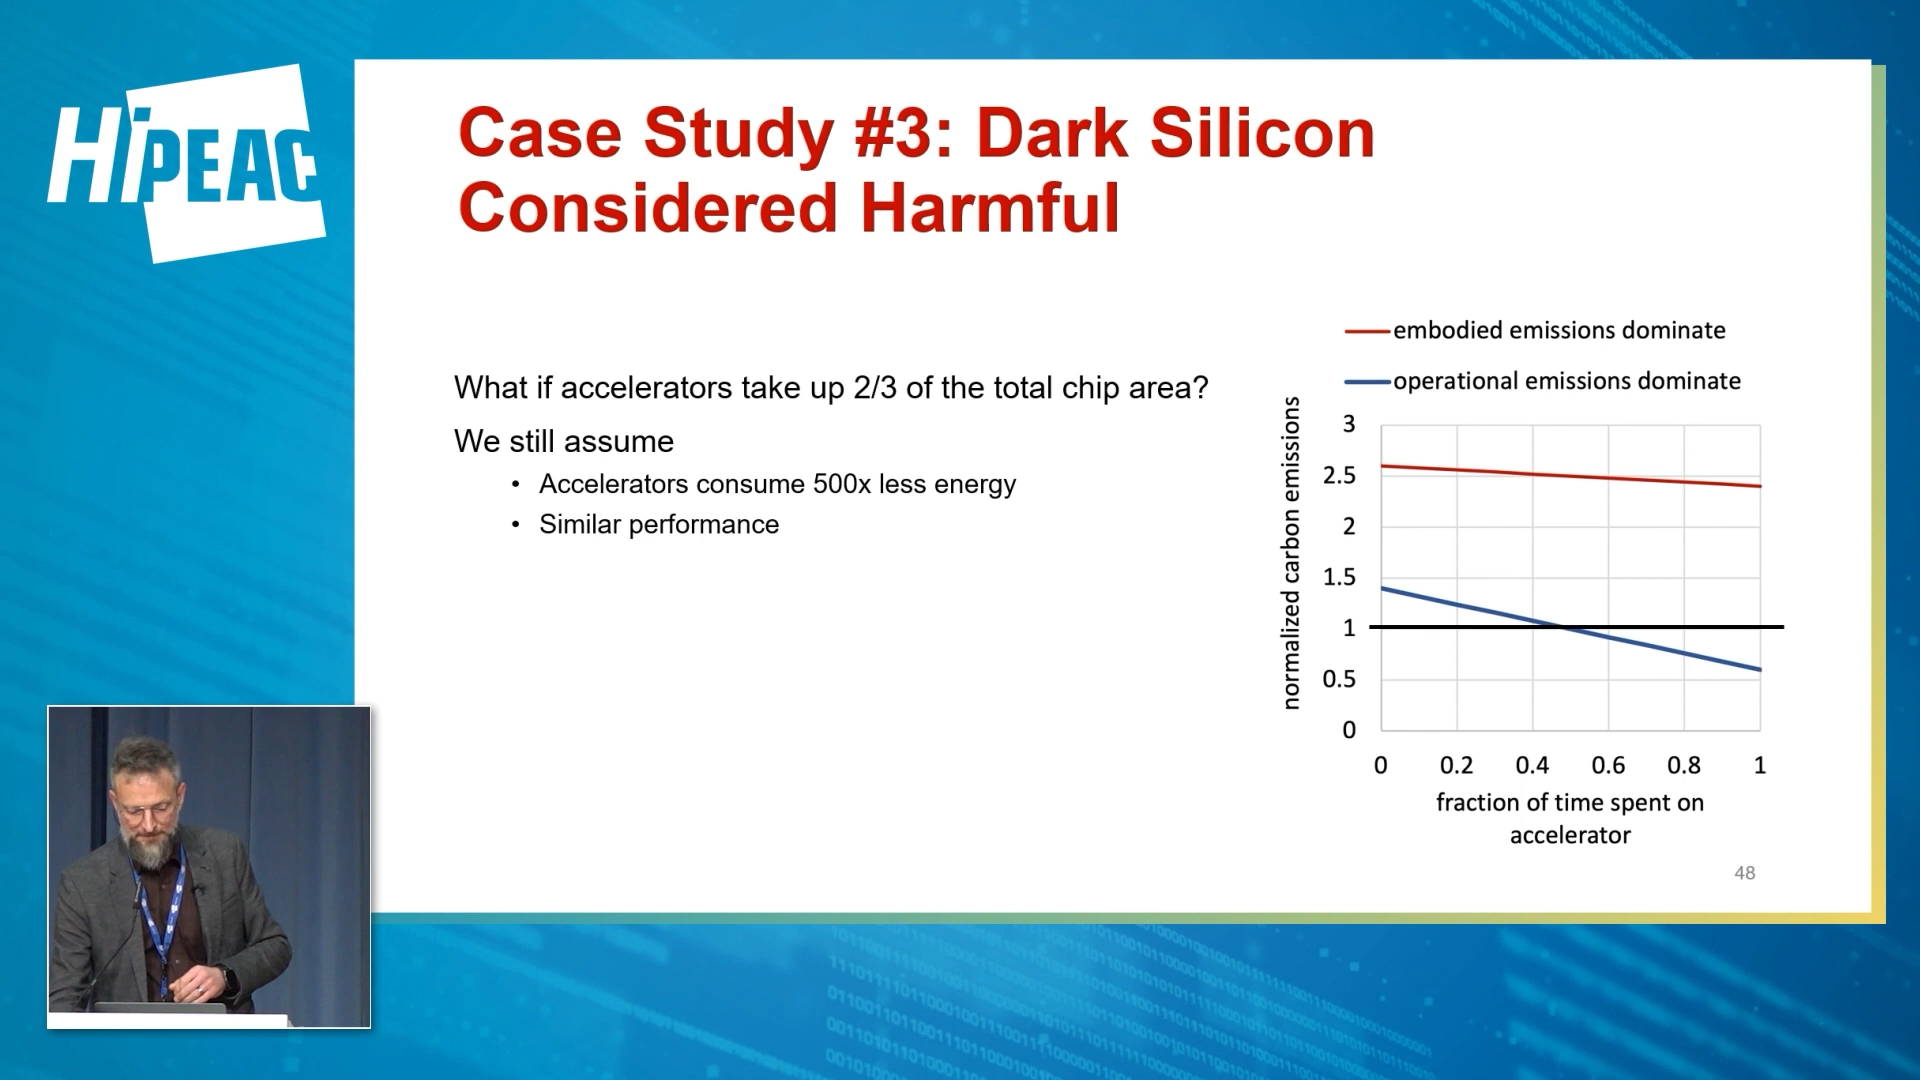 HiPEAC
Case Study #3: Dark Silicon
Considered Harmful
What if accelerators take up 2/3 of the total chip area?
We still assume
• Accelerators consume 500x less energy
• Similar performance
embodied emissions dominate
operational emissions dominate
normalized carbon emissions
3
2.5
2
1.5
1
0.5
0
0 0.2 0.4 0.6 0.8 1
fraction of time spent on
accelerator
48